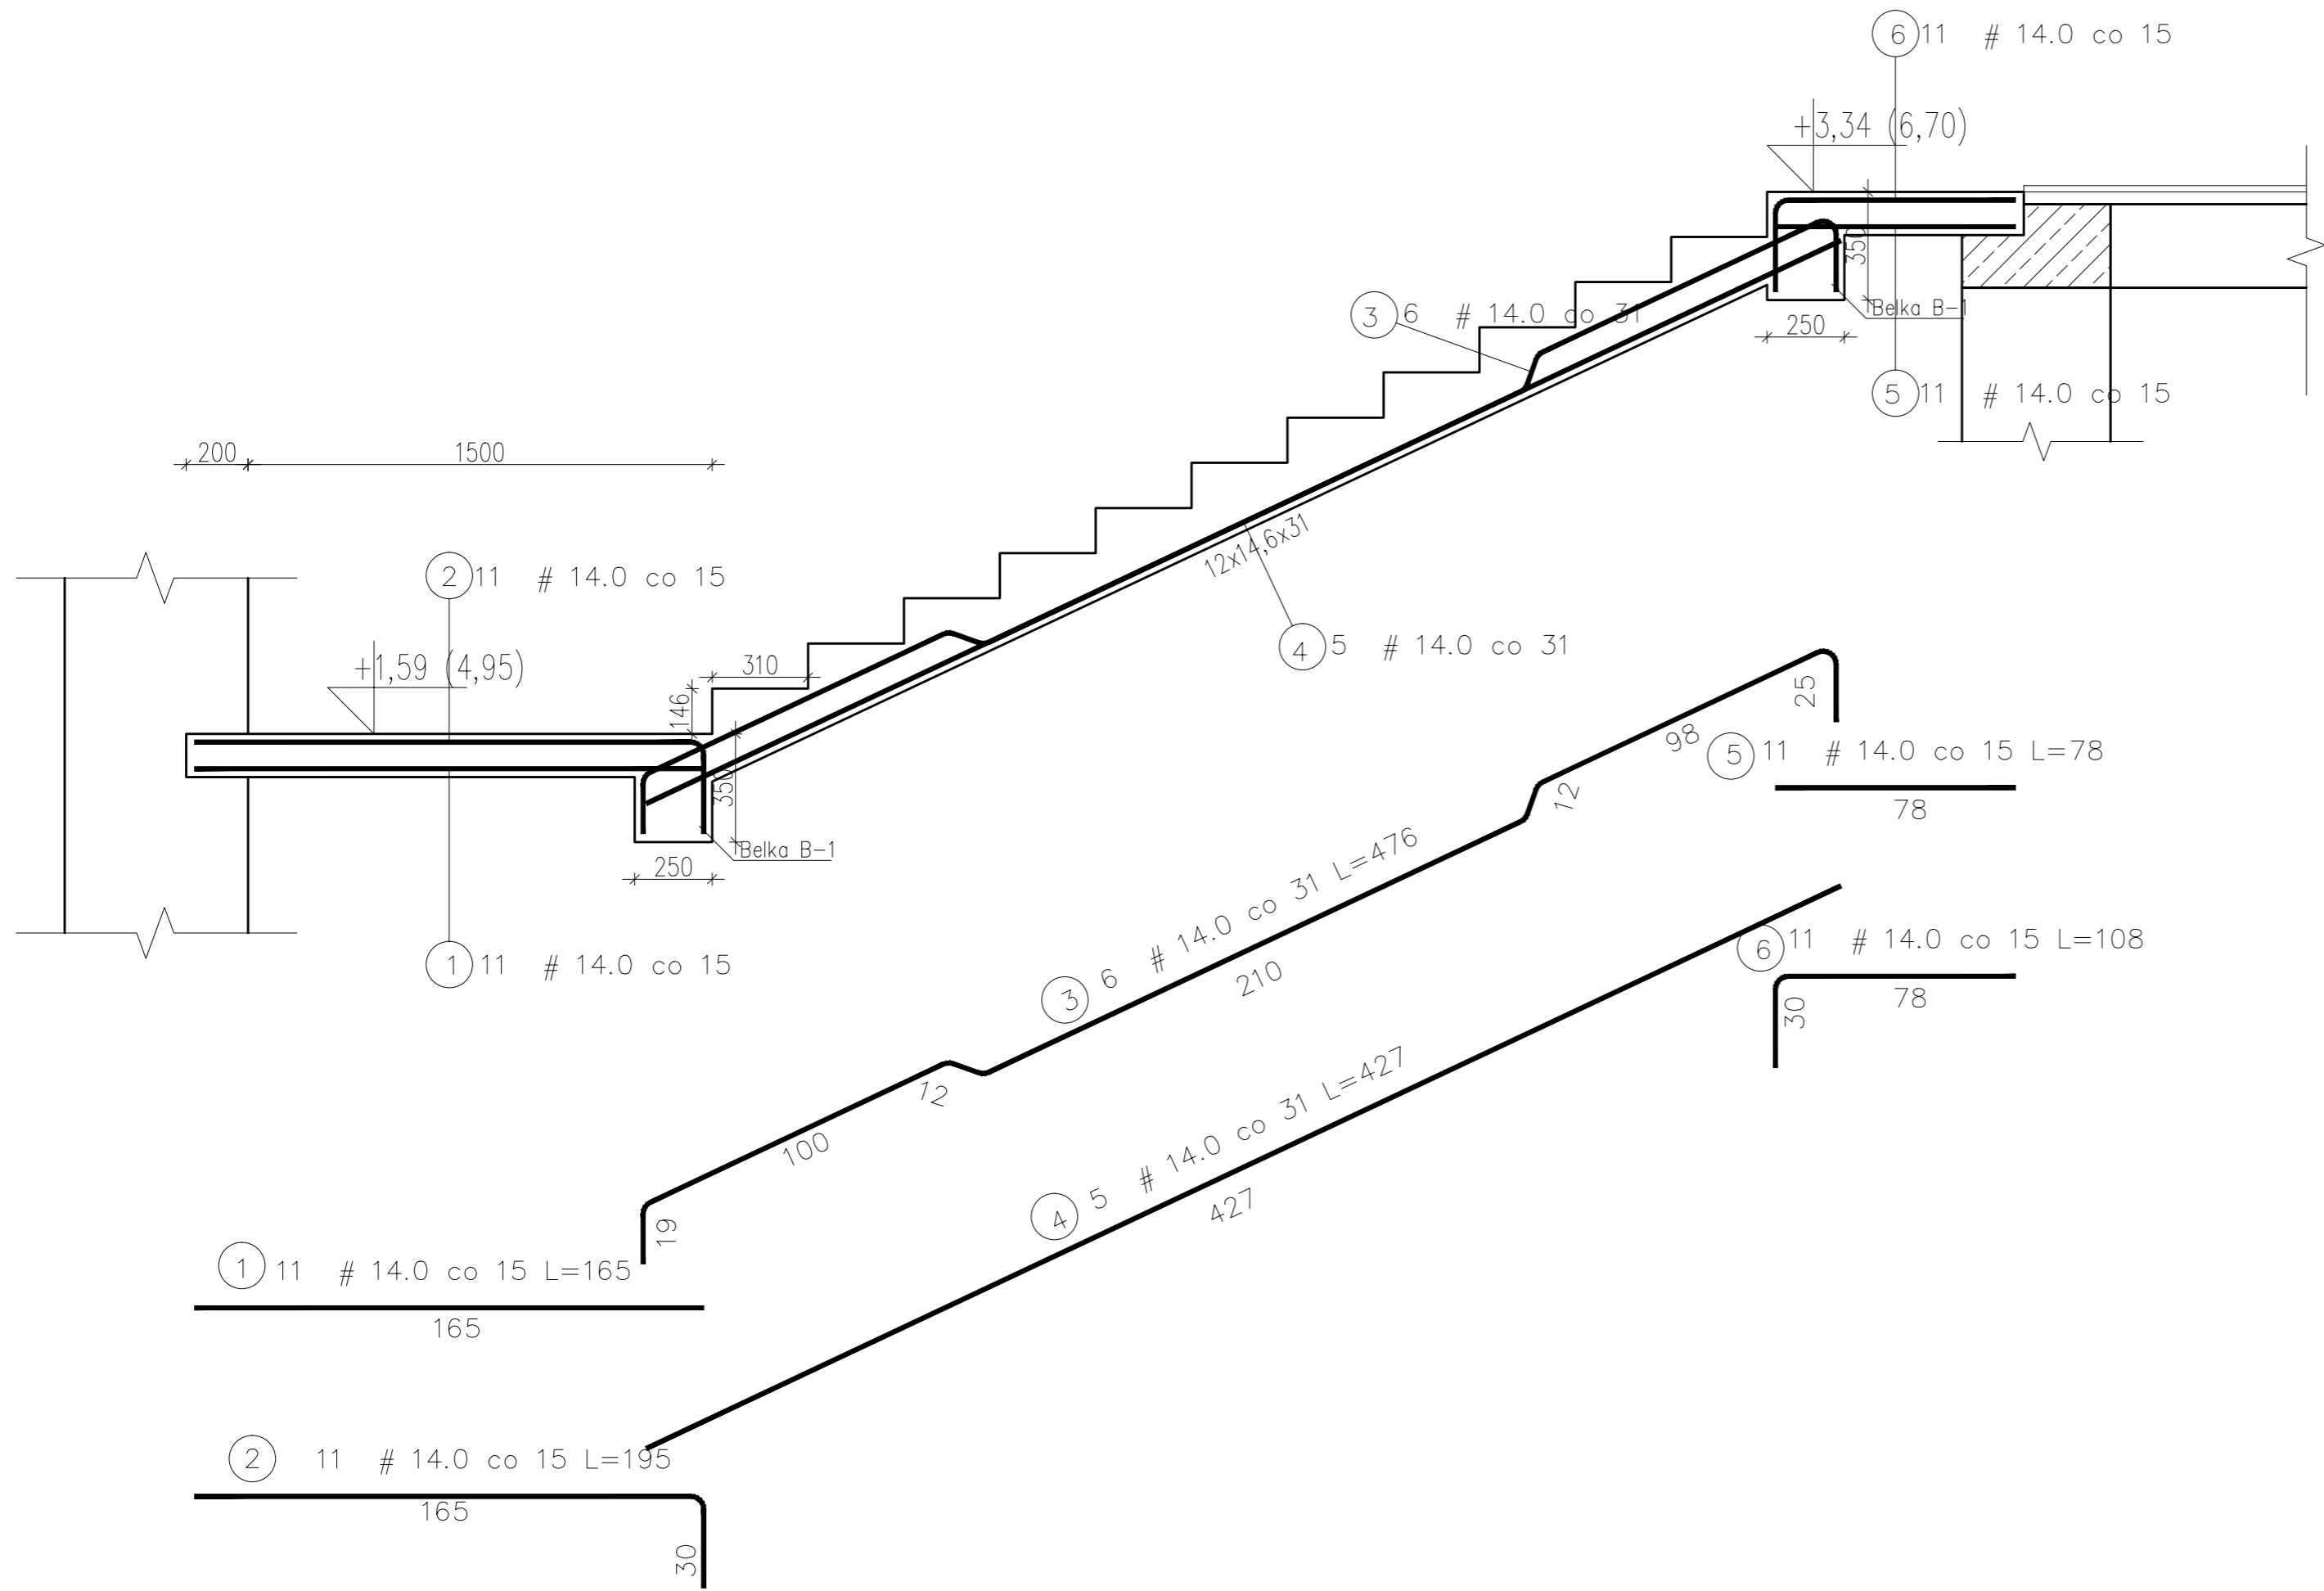 6 11 # 14.0 co 15
+3,34 (6,70)
350
3 6 # 14.0 co 31
Belka B-1
250
5 11 # 14.0 co 15
200 1500
12x14,6x31
2 11 # 14.0 co 15
4 5 # 14.0 co 31
+1,59 (4,95)
310
146
350
Belka B-1
250
1 11 # 14.0 co 15
25
98
12
3 6 # 14.0 co 31 L=476
210
12
100
19
5 11 # 14.0 co 15 L=78
78
6 11 # 14.0 co 15 L=108
78
30
4 5 # 14.0 co 31 L=427
427
1 11 # 14.0 co 15 L=165
165
2 11 # 14.0 co 15 L=195
165
30